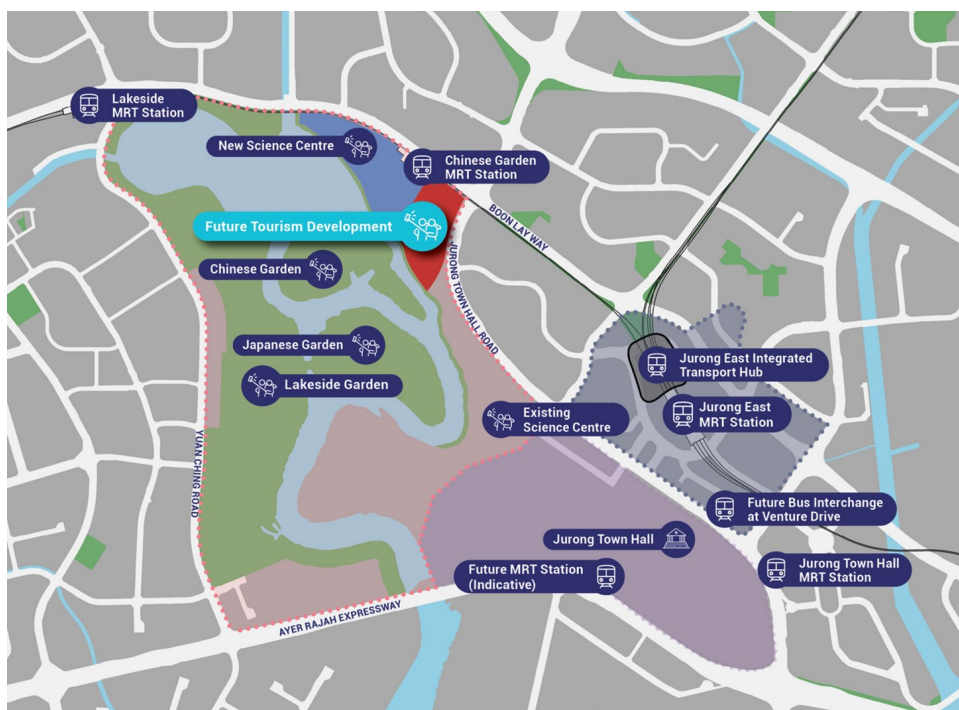 Lakeside
MRT Station
New Science Centre
Chinese Garden
MRT Station
Future Tourism Development
BOON LAY WAY
Chinese Garden
JURONG TOWN HALL ROAD
Japanese Garden
Jurong East Integrated
Transport Hub
Lakeside Garden
Existing
Science Centre
Jurong East
MRT Station
YUAN CHING ROAD
Future Bus Interchange
at Venture Drive
Jurong Town Hall
Future MRT Station
(Indicative)
Jurong Town Hall
MRT Station
AYER RAJAH EXPRESSWAY